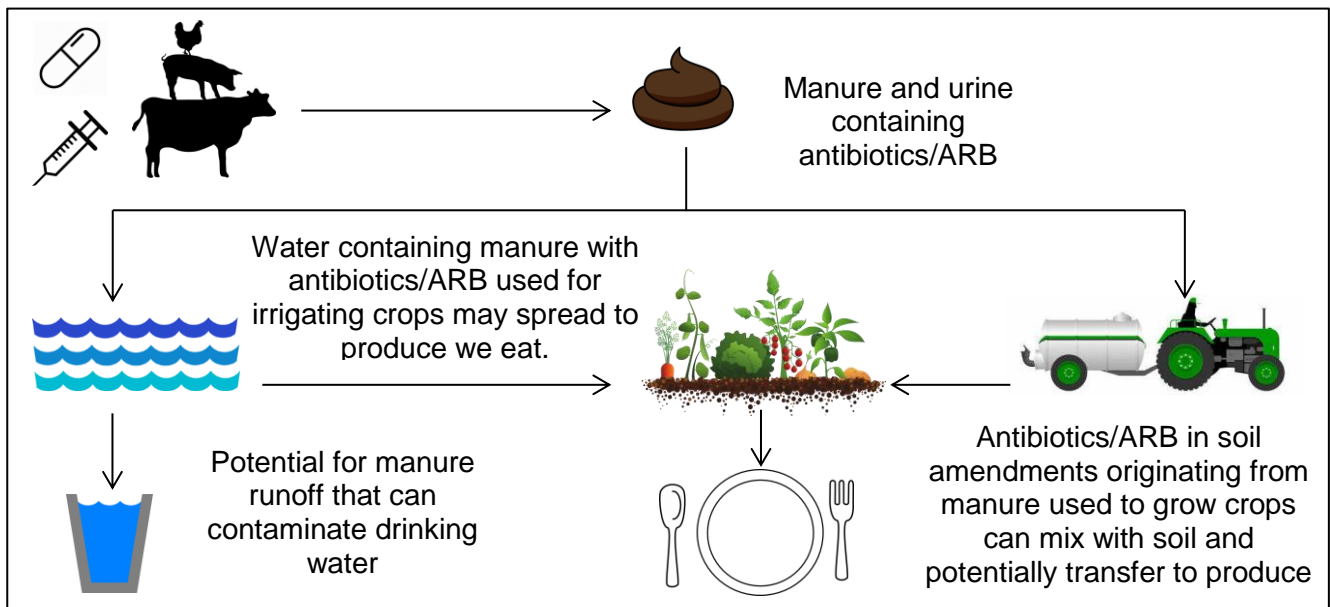 Manure and urine
containing
antibiotics/ARB
Water containing manure with
antibiotics/ARB used for
irrigating crops may spread to
produce we eat.
Potential for manure
runoff that can
contaminate drinking
water
Antibiotics/ARB in soil
amendments originating from
manure used to grow crops
can mix with soil and
potentially transfer to produce